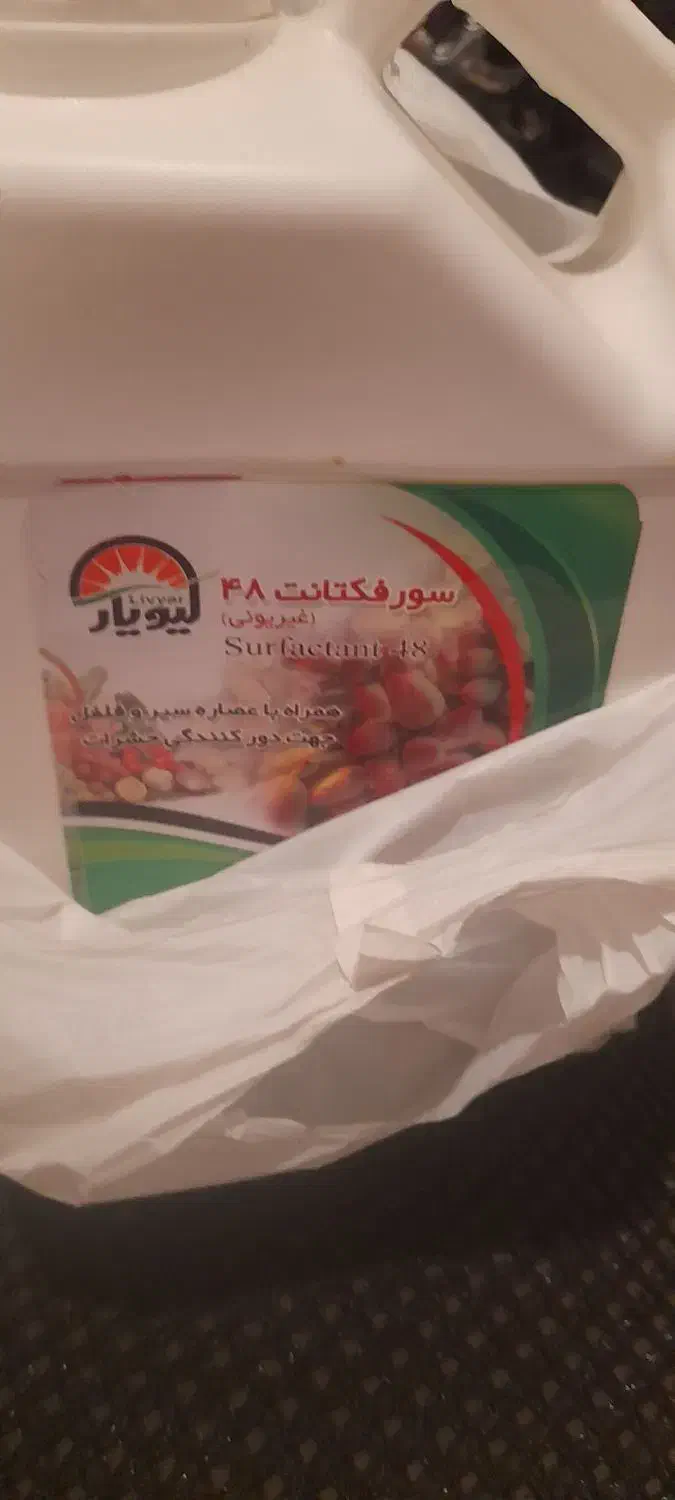 Livyar
لیویار
سورفکتانت ۴۸
(غیریونی)
Surfactant 48
همراه با عصاره سیر و فلفل
جهت دور کنندگی حشرات